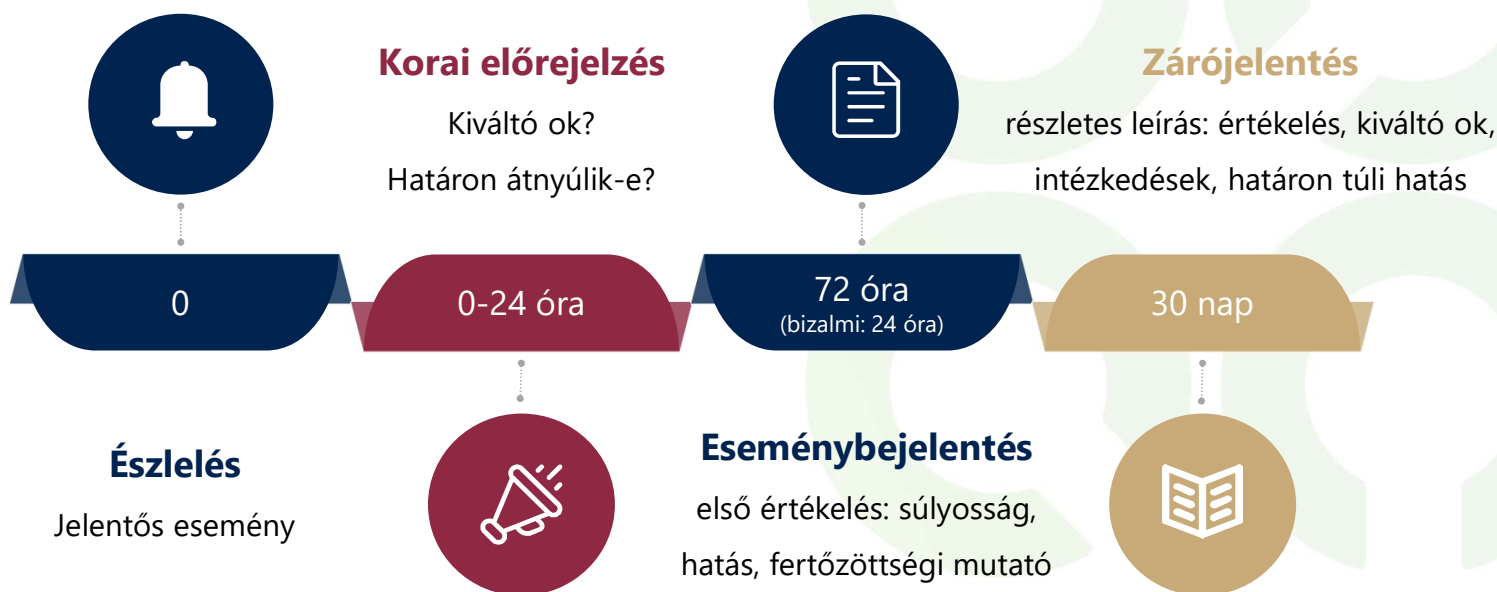 0
Észlelés
Jelentős esemény
Korai előrejelzés
Kiváltó ok?
Határon átnyúlik-e?
0-24 óra
72 óra
(bizalmi: 24 óra)
Eseménybejelentés
első értékelés: súlyosság,
hatás, fertőzöttségi mutató
Zárójelentés
részletes leírás: értékelés, kiváltó ok,
intézkedések, határon túli hatás
30 nap